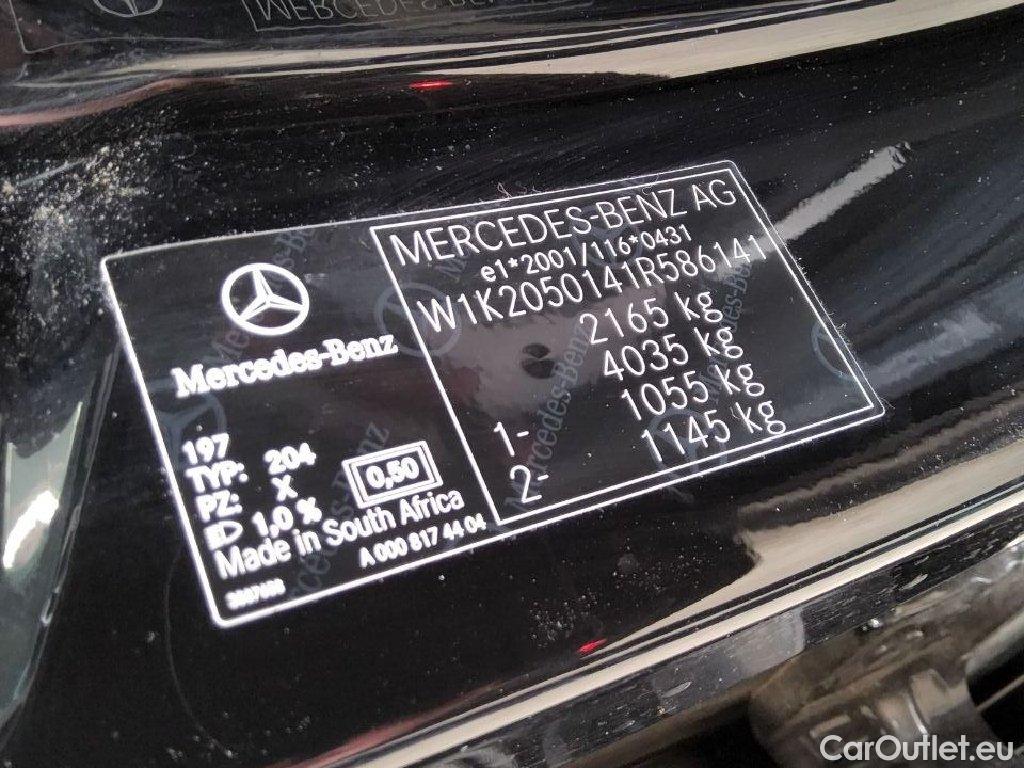 MERCEDES-BENZ
Mercedes-Benz
197
TYP: 204
PZ: X
1,0 %
0,50
Made in South Africa
A 000 817 44 04
MERCEDES-BENZ AG
e1*2001/116*0431
W1K2050141R586141
2165 kg
4035 kg
1- 1055 kg
2- 1145 kg
CarOutlet.eu